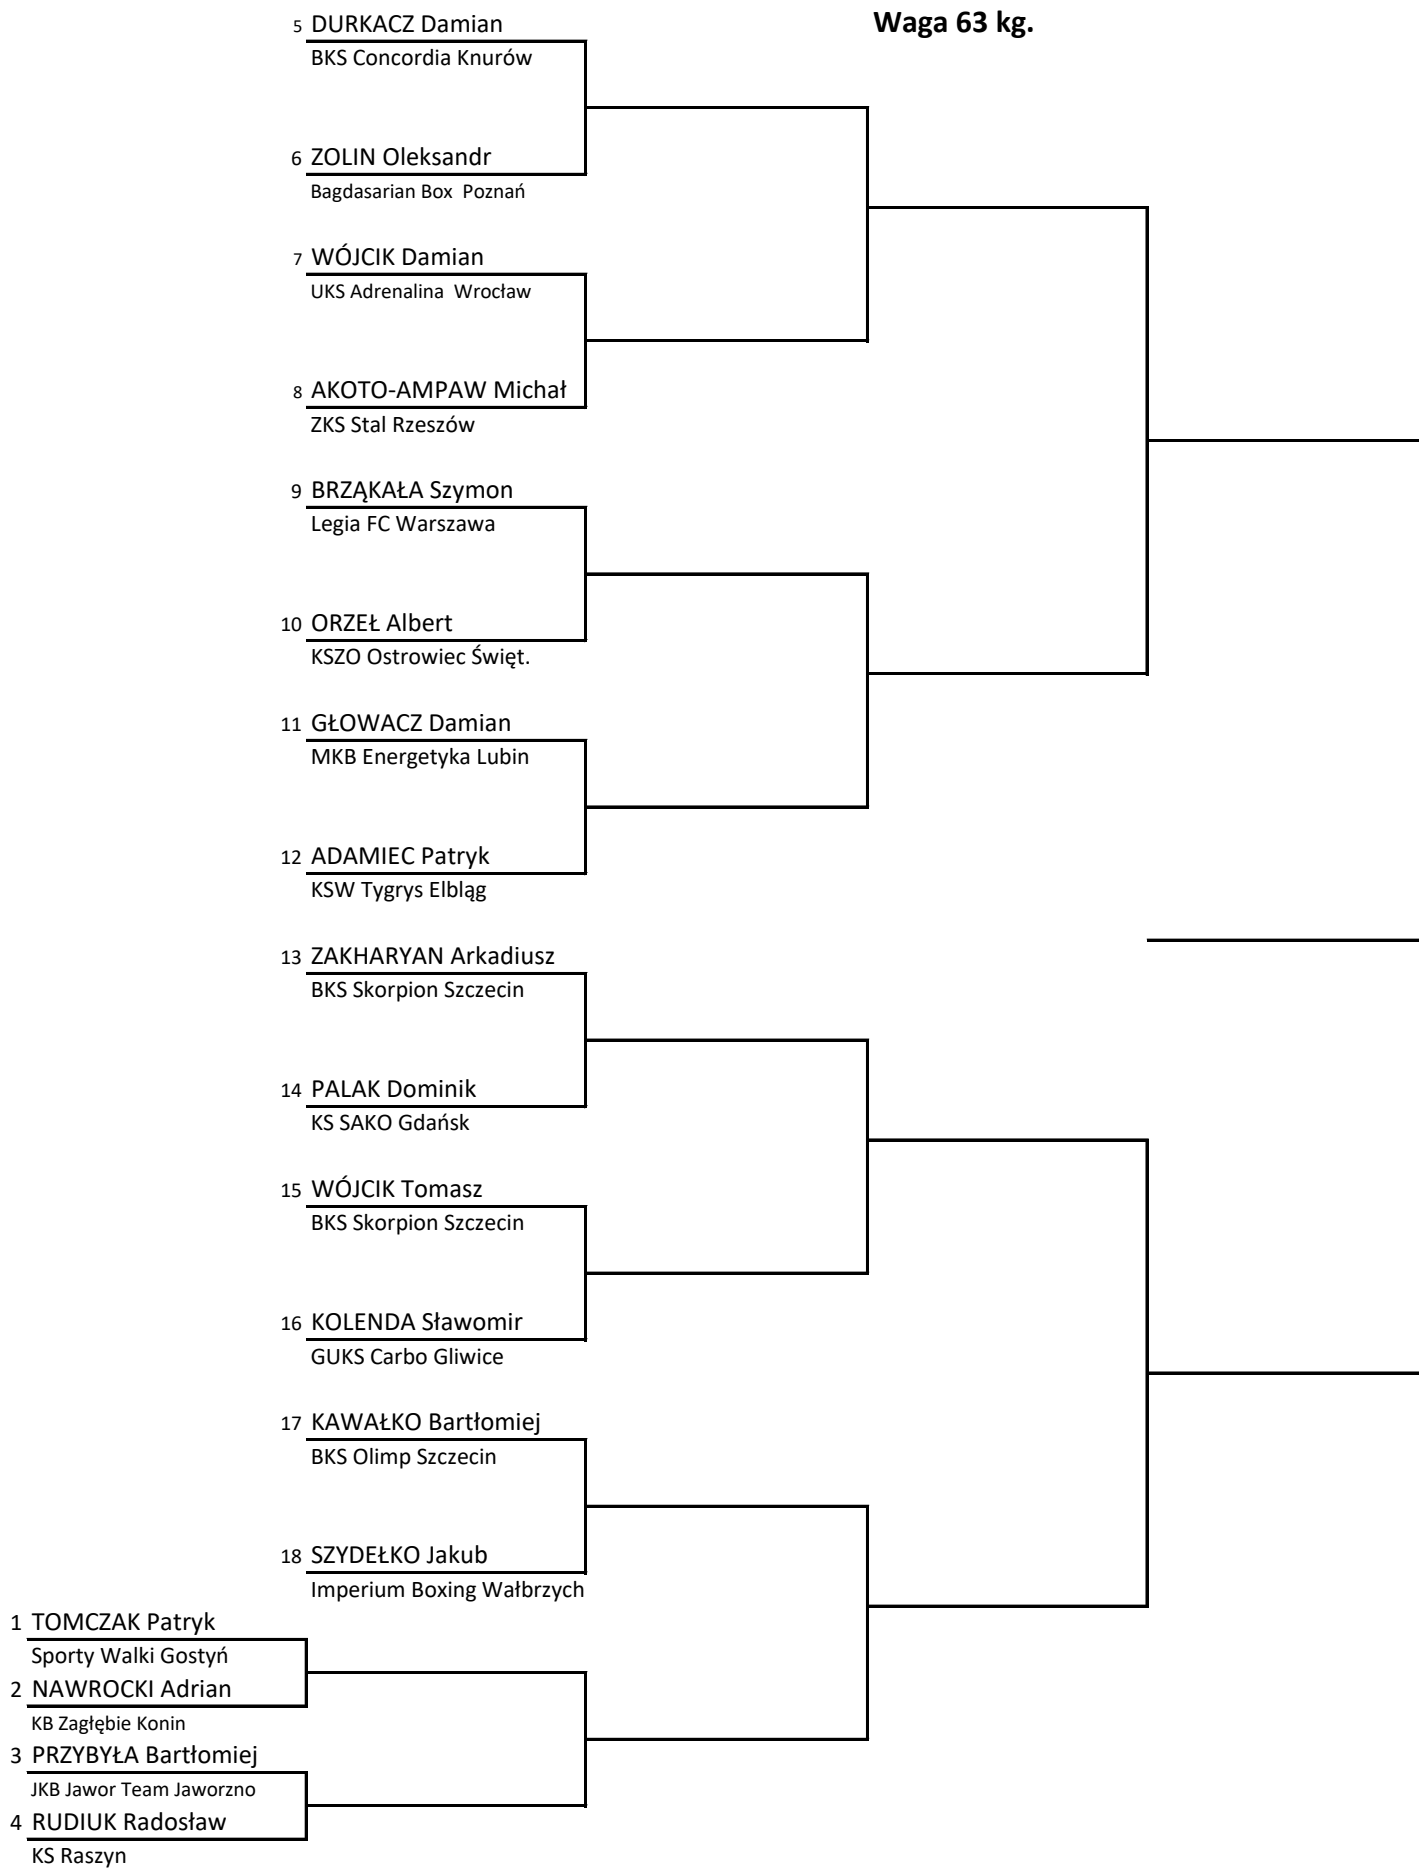 Waga 63 kg.
5 DURKACZ Damian
BKS Concordia Knurów
6 ZOLIN Oleksandr
Bagdasarian Box  Poznań
7 WÓJCIK Damian
UKS Adrenalina  Wrocław
8 AKOTO-AMPAW Michał
ZKS Stal Rzeszów
9 BRZĄKAŁA Szymon
Legia FC Warszawa
10 ORZEŁ Albert
KSZO Ostrowiec Święt.
11 GŁOWACZ Damian
MKB Energetyka Lubin
12 ADAMIEC Patryk
KSW Tygrys Elbląg
13 ZAKHARYAN Arkadiusz
BKS Skorpion Szczecin
14 PALAK Dominik
KS SAKO Gdańsk
15 WÓJCIK Tomasz
BKS Skorpion Szczecin
16 KOLENDA Sławomir
GUKS Carbo Gliwice
17 KAWAŁKO Bartłomiej
BKS Olimp Szczecin
18 SZYDEŁKO Jakub
Imperium Boxing Wałbrzych
1 TOMCZAK Patryk
Sporty Walki Gostyń
2 NAWROCKI Adrian
KB Zagłębie Konin
3 PRZYBYŁA Bartłomiej
JKB Jawor Team Jaworzno
4 RUDIUK Radosław
KS Raszyn